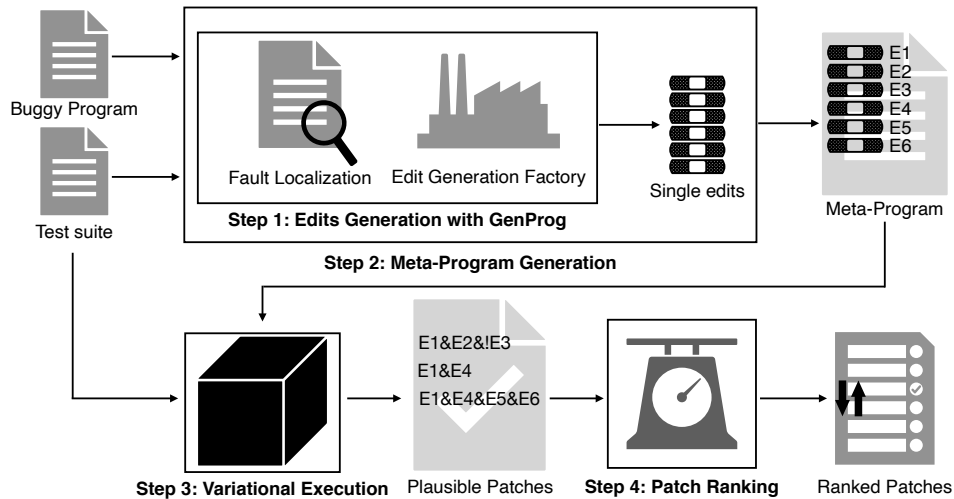 Buggy Program
Test suite
Fault Localization
Edit Generation Factory
Step 1: Edits Generation with GenProg
Single edits
Step 2: Meta-Program Generation
E1
E2
E3
E4
E5
E6
Meta-Program
Step 3: Variational Execution
E1&E2&!E3
E1&E4
E1&E4&E5&E6
Plausible Patches
Step 4: Patch Ranking
Ranked Patches